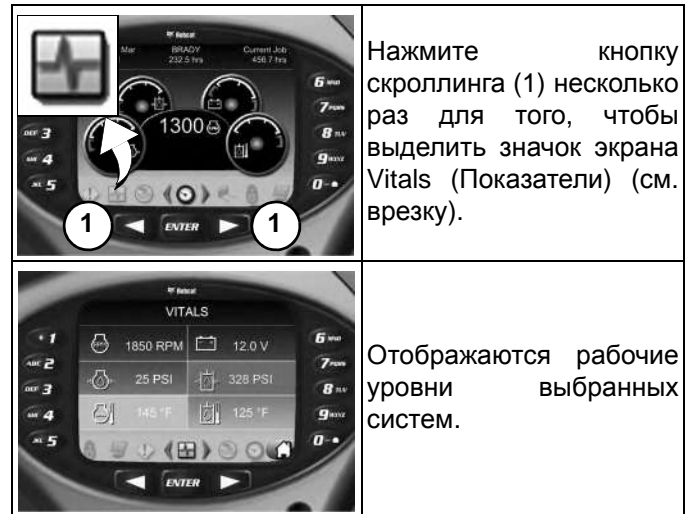 Bobcat
Mar BRADY Current Job
232.5 hrs 456.7 hrs
1300
DEF 3
GHI 4
JKL 5
6 MNO
7 PQRS
8 TUV
9 WXYZ
0
1 ENTER 1
Нажмите кнопку
скроллинга (1) несколько
раз для того, чтобы
выделить значок экрана
Vitals (Показатели) (см.
врезку).
Bobcat
VITALS
1850 RPM 12.0 V
25 PSI 328 PSI
145 °F 125 °F
1
ABC 2
DEF 3
GHI 4
JKL 5
6 MNO
7 PQRS
8 TUV
9 WXYZ
0
ENTER
Отображаются рабочие
уровни выбранных
систем.